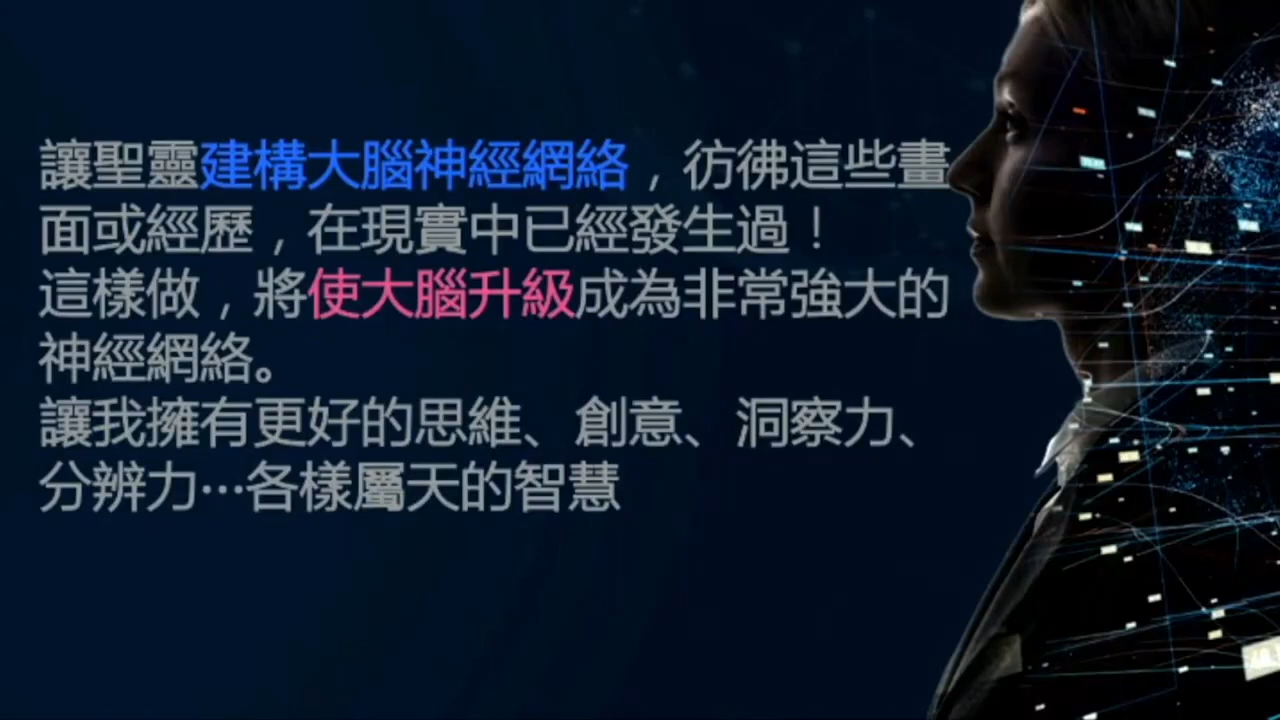 讓聖靈建構大腦神經網絡，彷彿這些畫
面或經歷，在現實中已經發生過！
這樣做，將使大腦升級成為非常強大的
神經網絡。
讓我擁有更好的思維、創意、洞察力、
分辨力…各樣屬天的智慧